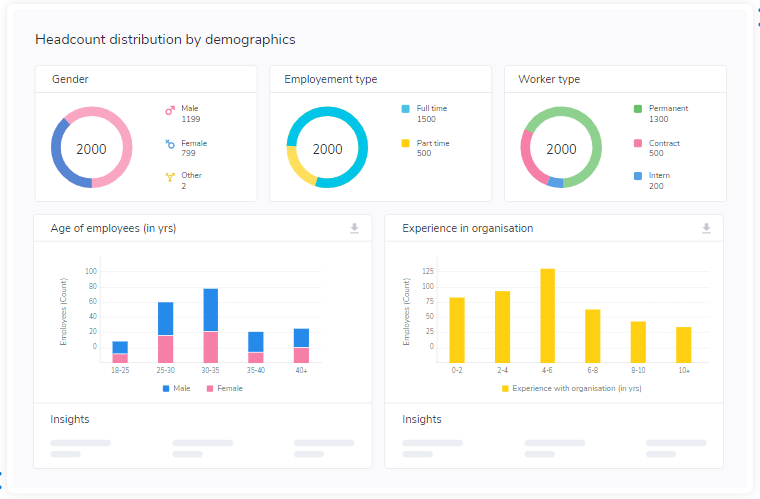 Headcount distribution by demographics
Gender
2000
Male
1199
Female
799
Other
2
Employement type
2000
Full time
1500
Part time
500
Worker type
2000
Permanent
1300
Contract
500
Intern
200
Age of employees (in yrs)
Employees (Count)
100
80
60
40
20
0
18-25
25-30
30-35
35-40
40+
Male
Female
Insights
Experience in organisation
Employees (Count)
125
100
75
50
25
0
0-2
2-4
4-6
6-8
8-10
10+
Experience with organisation (in yrs)
Insights